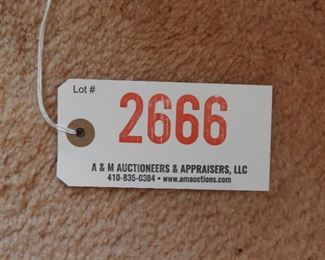 Lot #
2666
A & M AUCTIONEERS & APPRAISERS, LLC
410-835-0384 • www.amauctions.com